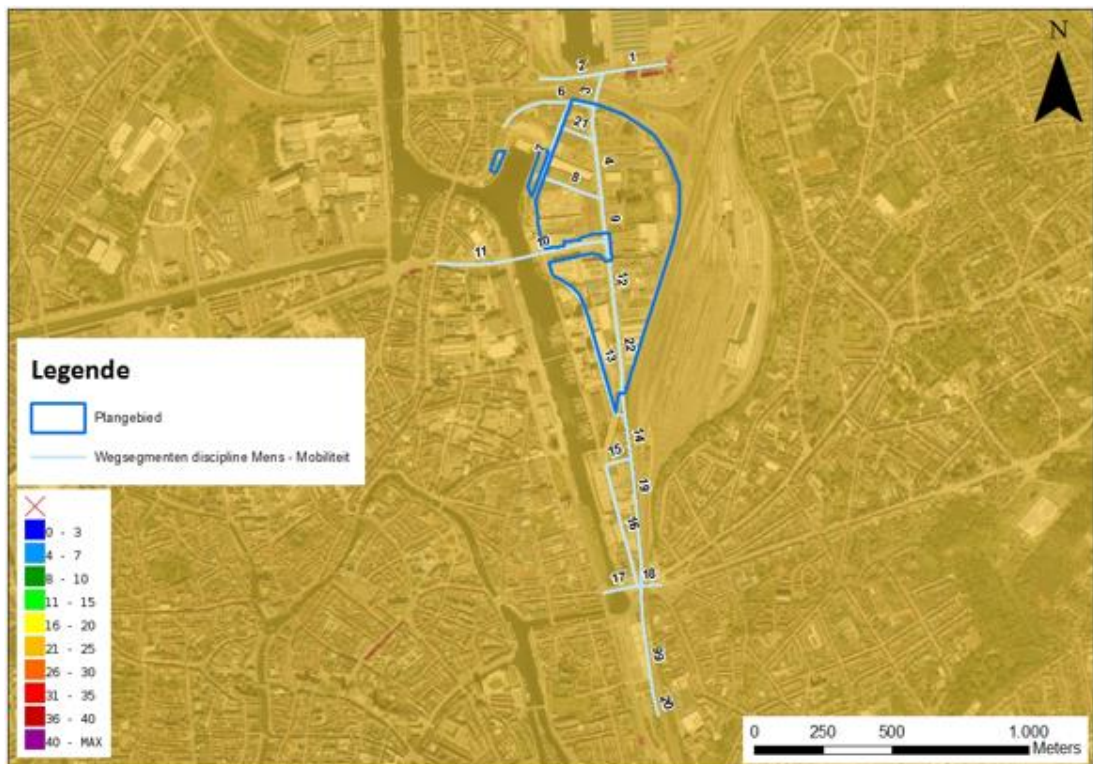 N
2
1
6
3
21
7
4
8
9
10
11
12
22
13
14
15
19
16
17
18
99
20
Legende
Plangebied
Wegsegmenten discipline Mens - Mobiliteit
0 - 3
4 - 7
8 - 10
11 - 15
16 - 20
21 - 25
26 - 30
31 - 35
36 - 40
40 - MAX
0 250 500 1.000
Meters